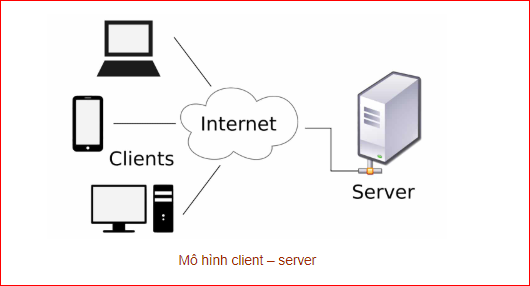 Internet
Clients
Server
Mô hình client – server